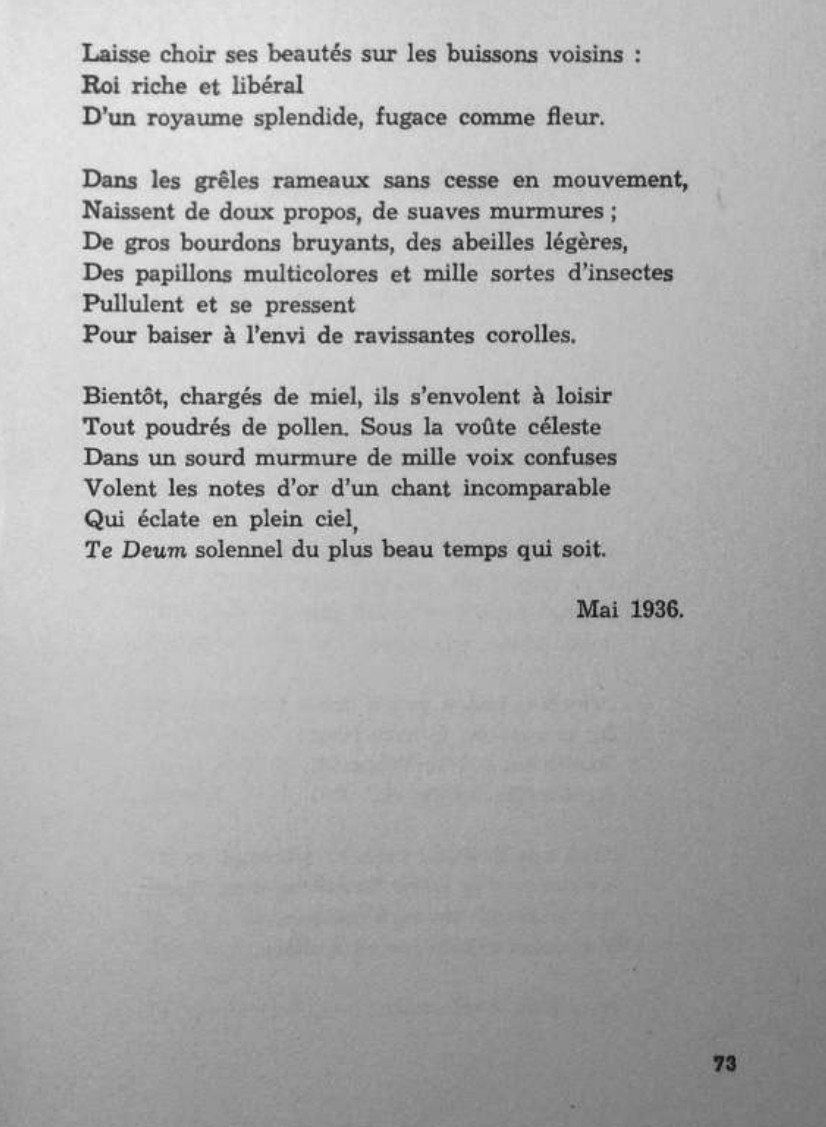 Laisse choir ses beautés sur les buissons voisins :
Roi riche et libéral
D'un royaume splendide, fugace comme fleur.
Dans les grêles rameaux sans cesse en mouvement,
Naissent de doux propos, de suaves murmures ;
De gros bourdons bruyants, des abeilles légères,
Des papillons multicolores et mille sortes d'insectes
Pullulent et se pressent
Pour baiser à l'envi de ravissantes corolles.
Bientôt, chargés de miel, ils s'envolent à loisir
Tout poudrés de pollen. Sous la voûte céleste
Dans un sourd murmure de mille voix confuses
Volent les notes d'or d'un chant incomparable
Qui éclate en plein ciel,
Te Deum solennel du plus beau temps qui soit.
Mai 1936.
73